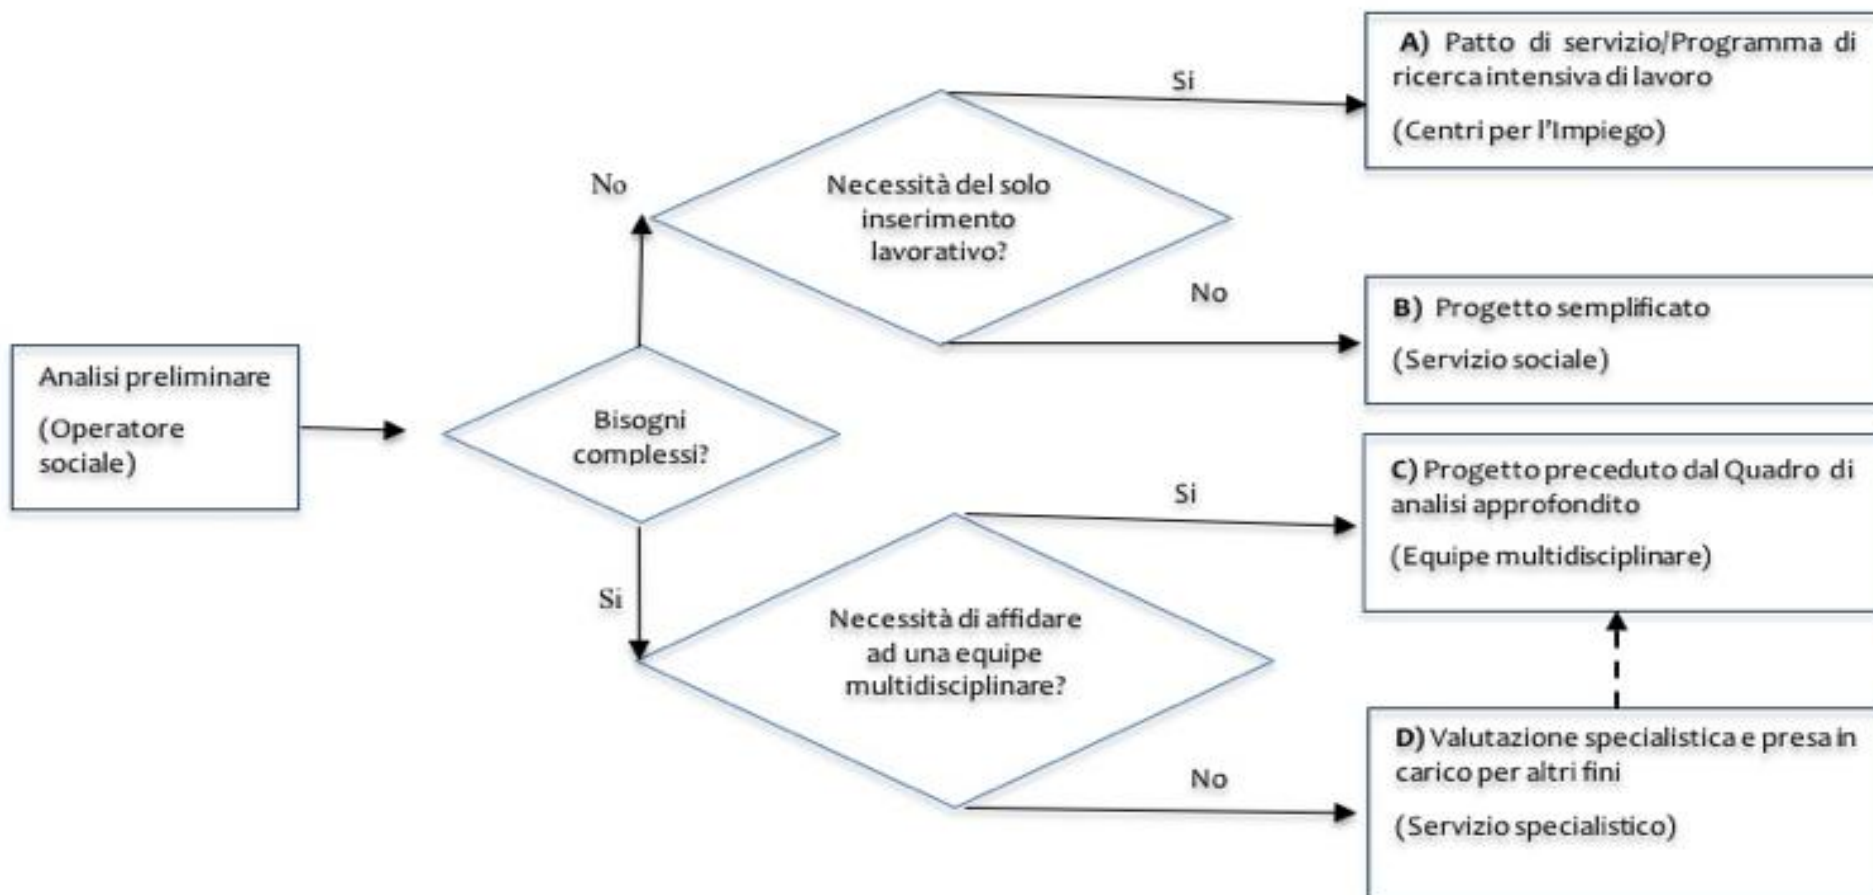 A) Patto di servizio/Programma di
ricerca intensiva di lavoro
(Centri per l'Impiego)
Si
No
Necessità del solo
inserimento
lavorativo?
No
B) Progetto semplificato
(Servizio sociale)
Analisi preliminare
(Operatore
sociale)
Bisogni
complessi?
Si
C) Progetto preceduto dal Quadro di
analisi approfondito
(Equipe multidisciplinare)
Si
Necessità di affidare
ad una equipe
multidisciplinare?
No
D) Valutazione specialistica e presa in
carico per altri fini
(Servizio specialistico)